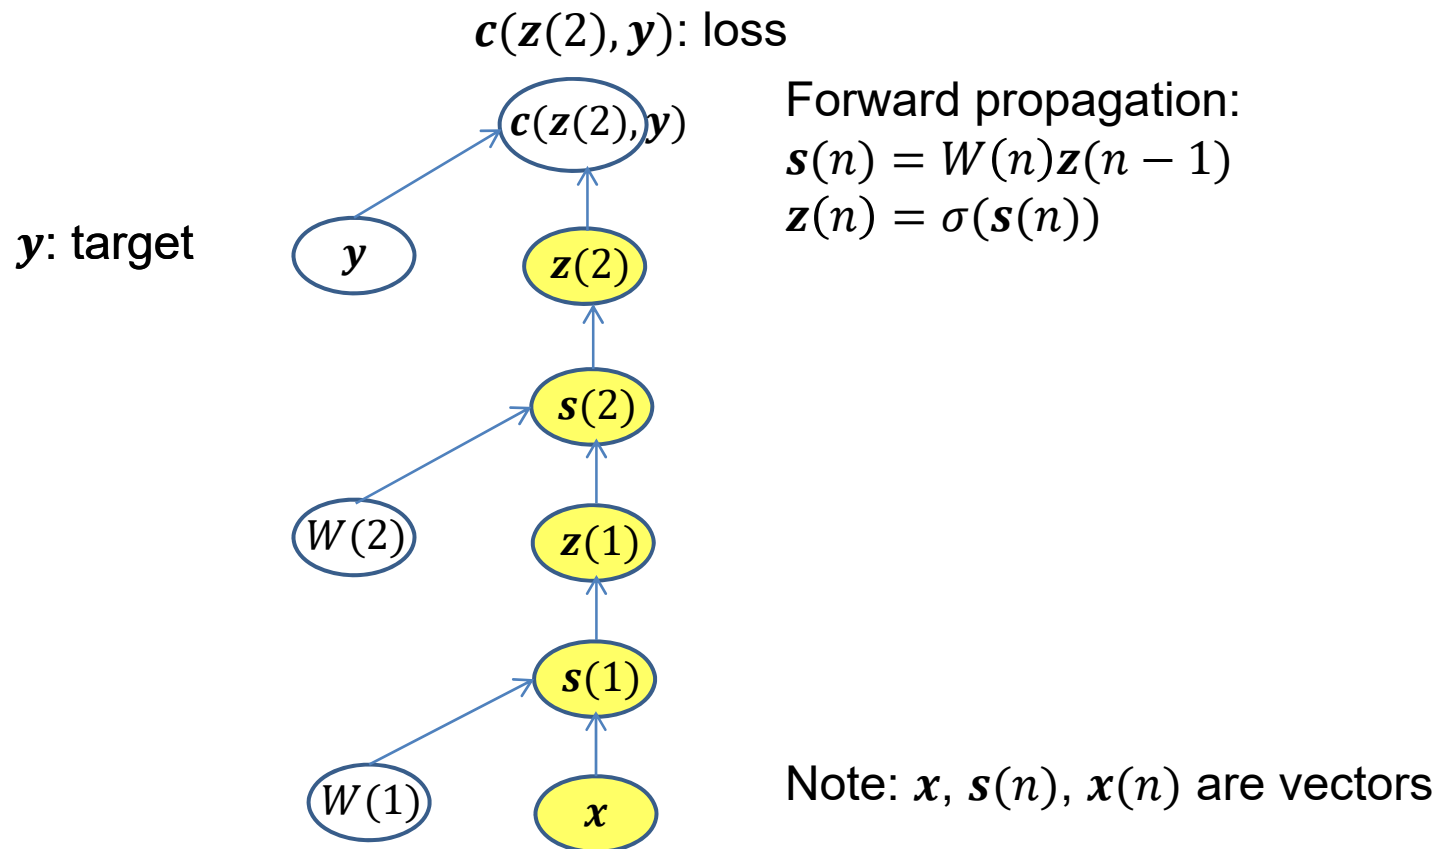 c(z(2), y): loss
c(z(2), y)
Forward propagation:
s(n) = W(n)z(n − 1)
z(n) = σ(s(n))
y: target
y
z(2)
s(2)
W(2)
z(1)
s(1)
W(1)
x
Note: x, s(n), x(n) are vectors